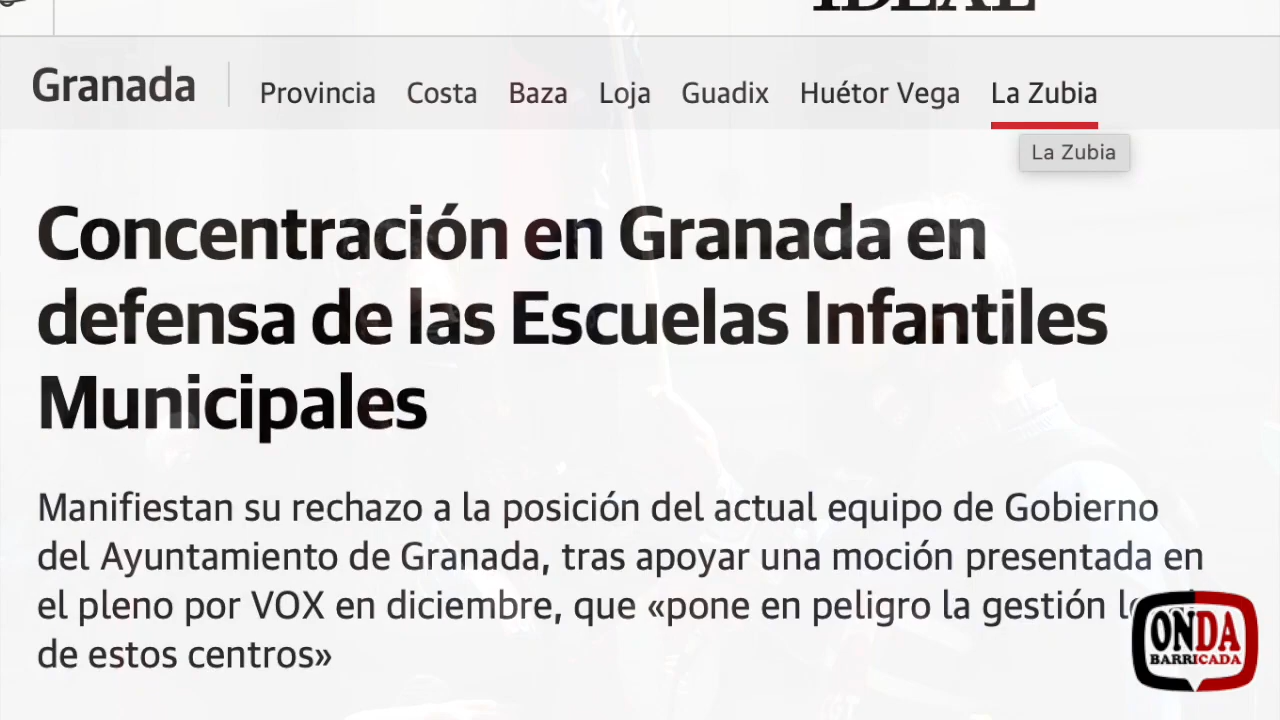 IDEAL
Granada
Provincia Costa Baza Loja Guadix Huétor Vega La Zubia
La Zubia
Concentración en Granada en
defensa de las Escuelas Infantiles
Municipales
Manifiestan su rechazo a la posición del actual equipo de Gobierno
del Ayuntamiento de Granada, tras apoyar una moción presentada en
el pleno por VOX en diciembre, que «pone en peligro la gestión
de estos centros»
ONDA
BARRICADA